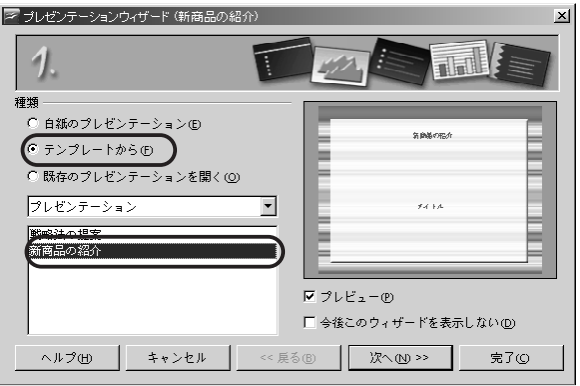 プレゼンテーションウィザード (新商品の紹介)
1.
種類
白紙のプレゼンテーション(E)
テンプレートから(F)
既存のプレゼンテーションを開く(O)
プレゼンテーション
戦略法の提案
新商品の紹介
新商品の紹介
タイトル
プレビュー(P)
今後このウィザードを表示しない(D)
ヘルプ(H)
キャンセル
<< 戻る(B)
次へ(N) >>
完了(C)